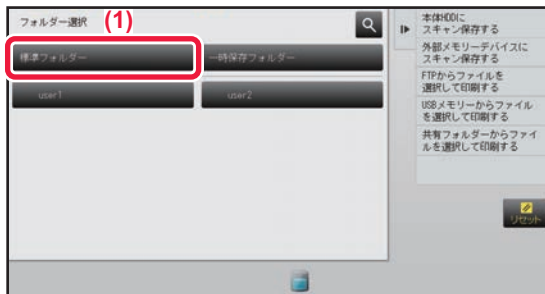 フォルダー選択
(1)
標準フォルダー
一時保存フォルダー
user1
user2
本体HDDに
スキャン保存する
外部メモリーデバイスに
スキャン保存する
FTPからファイルを
選択して印刷する
USBメモリーからファイル
を選択して印刷する
共有フォルダーからファイ
ルを選択して印刷する
リセット